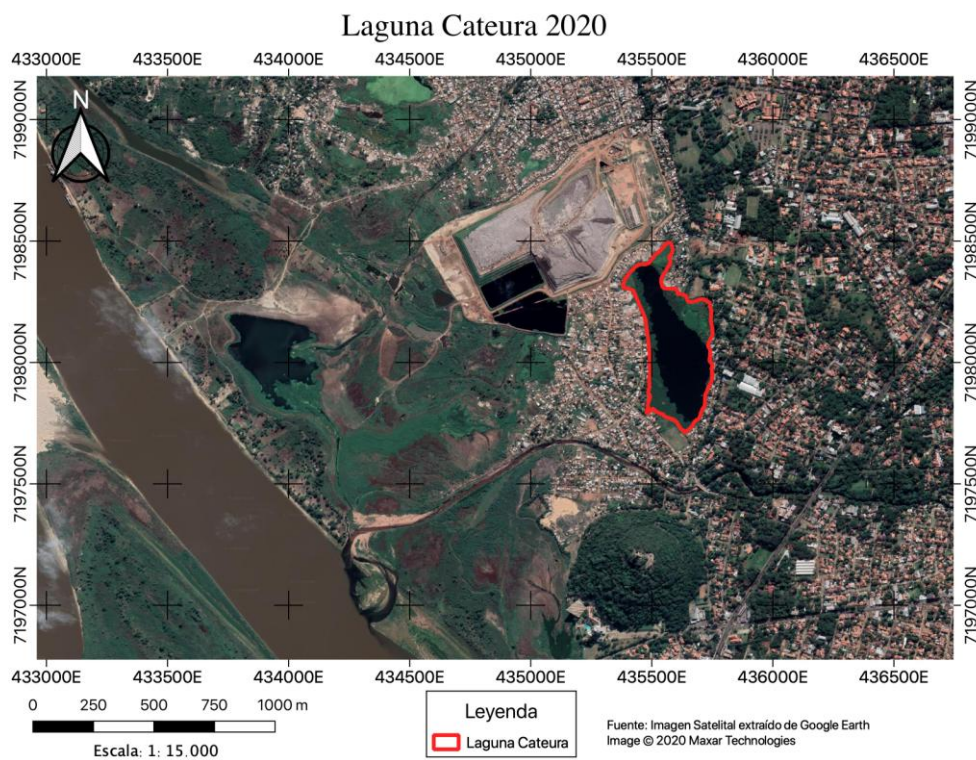 Laguna Cateura 2020
433000E 433500E 434000E 434500E 435000E 435500E 436000E 436500E
N
7199000N 7199000N
7198500N 7198500N
7198000N 7198000N
7197500N 7197500N
7197000N 7197000N
433000E 433500E 434000E 434500E 435000E 435500E 436000E 436500E
0 250 500 750 1000 m
Escala: 1: 15.000
Leyenda
Laguna Cateura
Fuente: Imagen Satelital extraído de Google Earth
Image © 2020 Maxar Technologies